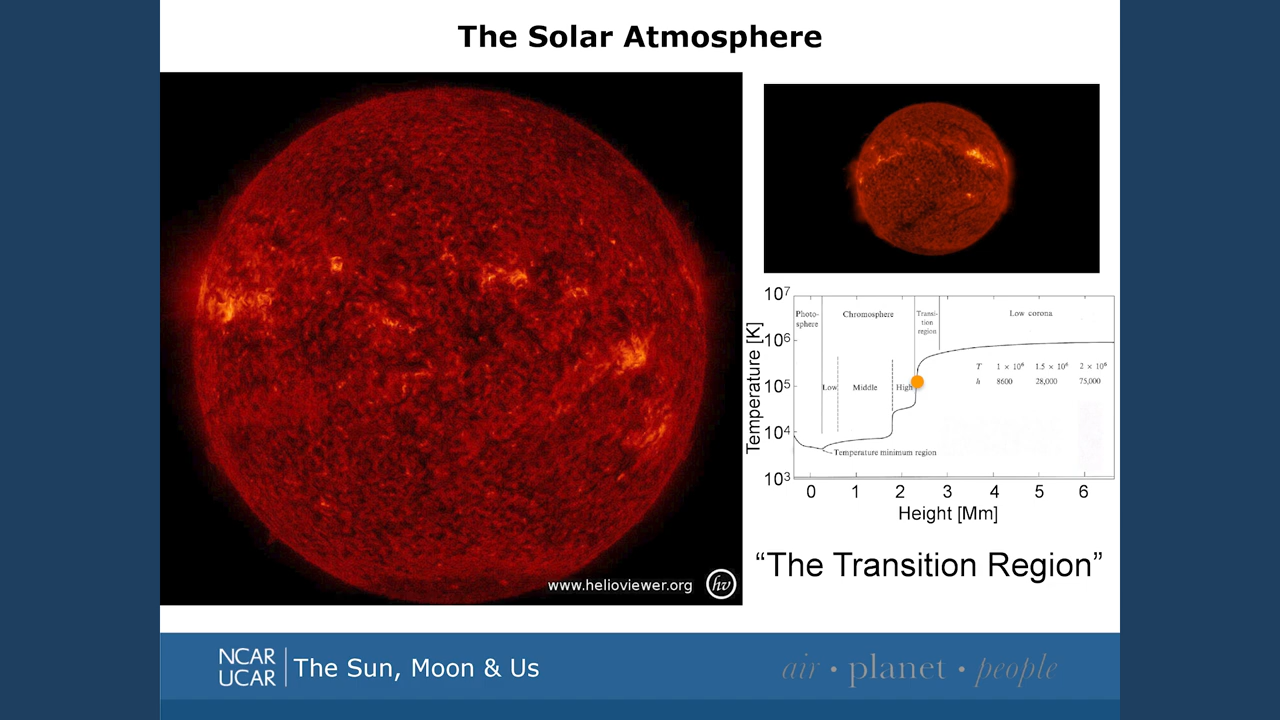 The Solar Atmosphere
www.helioviewer.org
hv
10⁷
10⁶
10⁵
10⁴
10³
Temperature [K]
Photo-
sphere
Chromosphere
Transi-
tion
region
Low corona
Low
Middle
High
T 1 × 10⁶ 1.5 × 10⁶ 2 × 10⁶
h 8600 28,000 75,000
Temperature minimum region
0 1 2 3 4 5 6
Height [Mm]
“The Transition Region”
NCAR
UCAR
The Sun, Moon & Us
air • planet • people